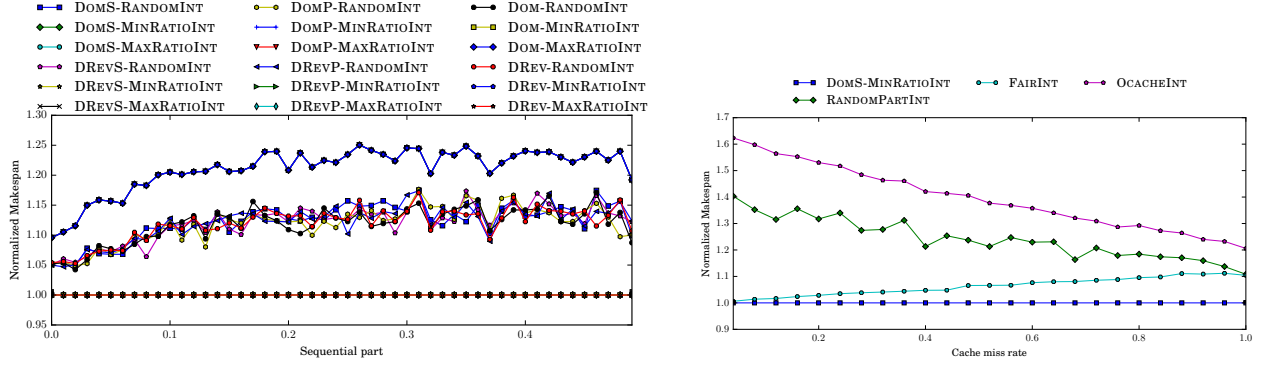 DOMS-RANDOMINT DOMP-RANDOMINT DOM-RANDOMINT
DOMS-MINRATIOINT DOMP-MINRATIOINT DOM-MINRATIOINT
DOMS-MAXRATIOINT DOMP-MAXRATIOINT DOM-MAXRATIOINT
DREVS-RANDOMINT DREVP-RANDOMINT DREV-RANDOMINT
DREVS-MINRATIOINT DREVP-MINRATIOINT DREV-MINRATIOINT
DREVS-MAXRATIOINT DREVP-MAXRATIOINT DREV-MAXRATIOINT
1.30
1.25
1.20
1.15
1.10
1.05
1.00
0.95
Normalized Makespan
0.0 0.1 0.2 0.3 0.4
Sequential part
DOMS-MINRATIOINT FAIRINT OCACHEINT
RANDOMPARTINT
1.7
1.6
1.5
1.4
1.3
1.2
1.1
1.0
0.9
Normalized Makespan
0.2 0.4 0.6 0.8 1.0
Cache miss rate